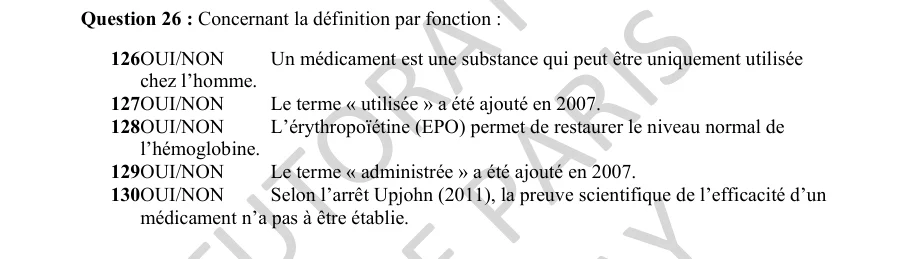 Question 26 : Concernant la définition par fonction :
126OUI/NON Un médicament est une substance qui peut être uniquement utilisée
chez l'homme.
127OUI/NON Le terme « utilisée » a été ajouté en 2007.
128OUI/NON L'érythropoïétine (EPO) permet de restaurer le niveau normal de
l'hémoglobine.
129OUI/NON Le terme « administrée » a été ajouté en 2007.
130OUI/NON Selon l'arrêt Upjohn (2011), la preuve scientifique de l'efficacité d'un
médicament n'a pas à être établie.
TUTORAT
PARIS